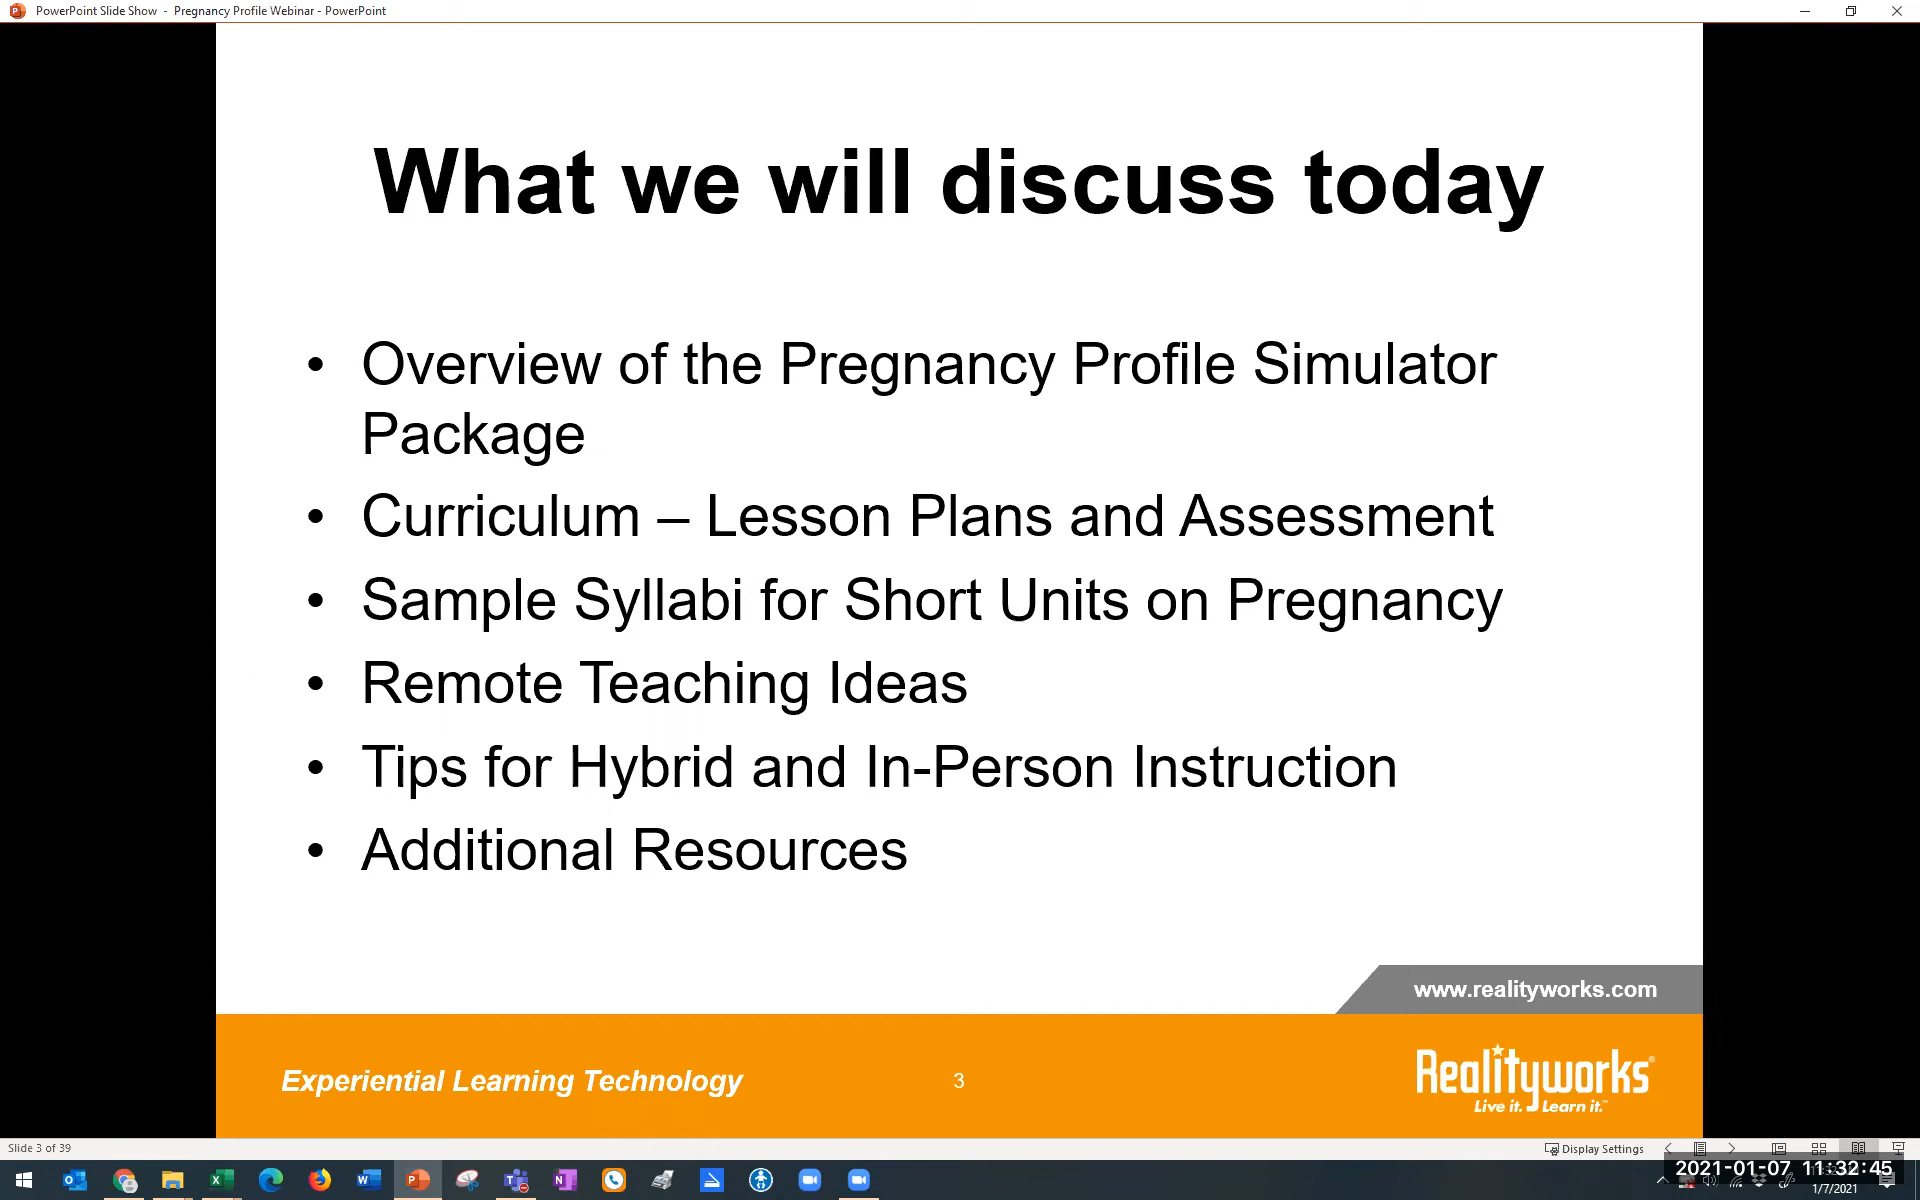 PowerPoint Slide Show - Pregnancy Profile Webinar - PowerPoint
What we will discuss today
• Overview of the Pregnancy Profile Simulator
Package
• Curriculum – Lesson Plans and Assessment
• Sample Syllabi for Short Units on Pregnancy
• Remote Teaching Ideas
• Tips for Hybrid and In-Person Instruction
• Additional Resources
www.realityworks.com
Experiential Learning Technology
3
Realityworks®
Live it. Learn it.™
Slide 3 of 39
Display Settings
2021-01-07 11:32:45
1/7/2021